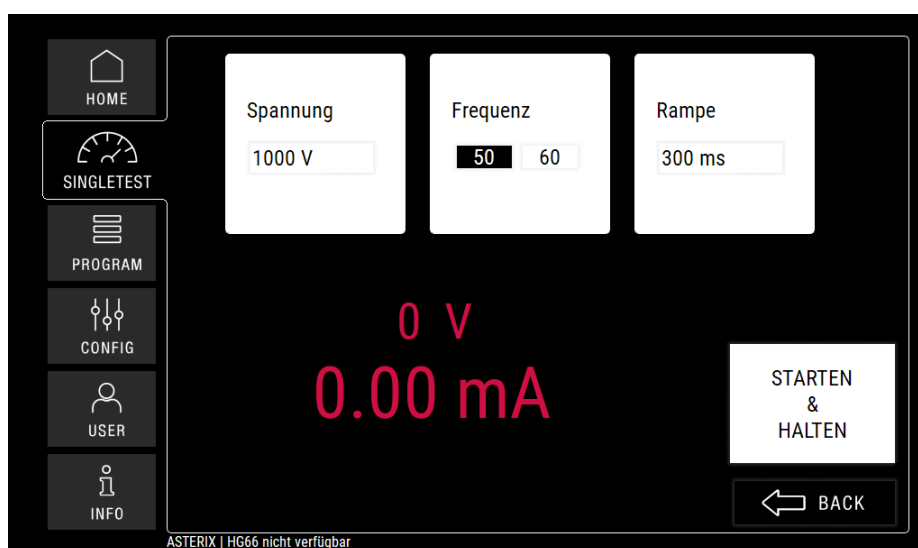 HOME
SINGLETEST
PROGRAM
CONFIG
USER
INFO
Spannung
1000 V
Frequenz
50 60
Rampe
300 ms
0 V
0.00 mA
STARTEN
&
HALTEN
BACK
ASTERIX | HG66 nicht verfügbar